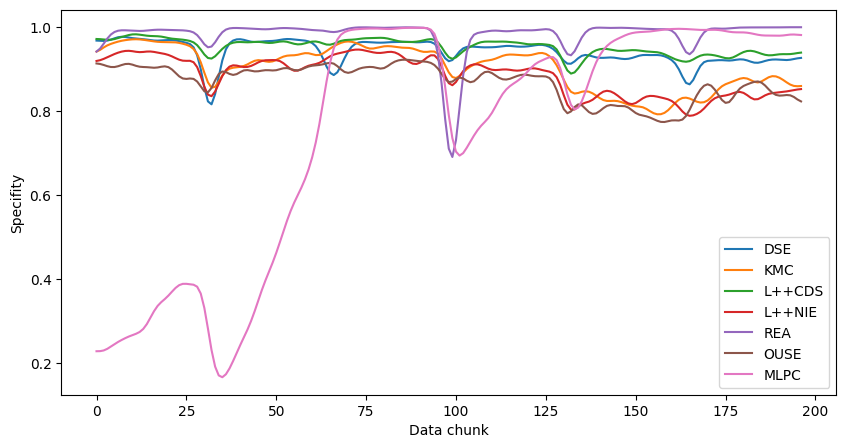 1.0
0.8
0.6
0.4
0.2
Specifity
0
25
50
75
100
125
150
175
200
Data chunk
DSE
KMC
L++CDS
L++NIE
REA
OUSE
MLPC